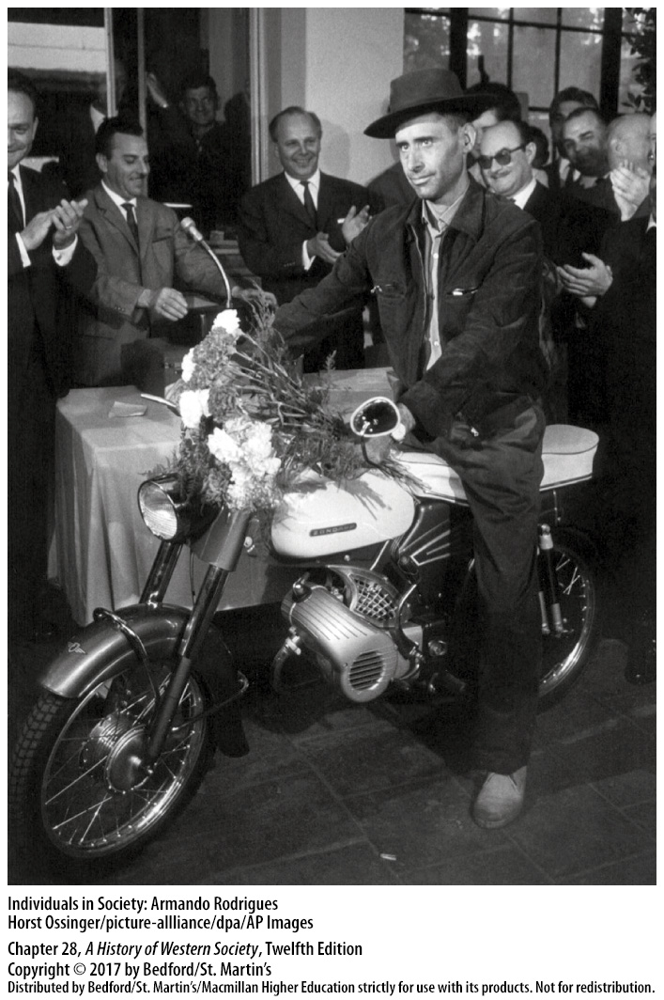 Individuals in Society: Armando Rodrigues
Horst Ossinger/picture-allliance/dpa/AP Images
Chapter 28, A History of Western Society, Twelfth Edition
Copyright © 2017 by Bedford/St. Martin's
Distributed by Bedford/St. Martin's/Macmillan Higher Education strictly for use with its products. Not for redistribution.